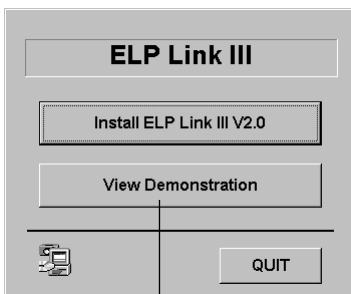 ELP Link III
Install ELP Link III V2.0
View Demonstration
QUIT